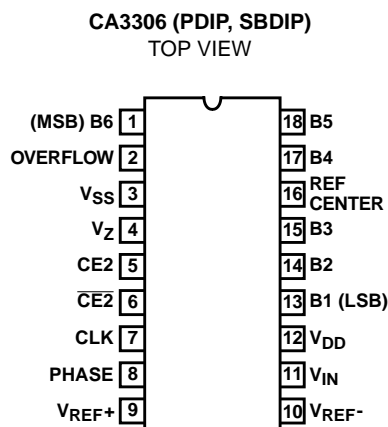 CA3306 (PDIP, SBDIP)
TOP VIEW
(MSB) B6 1
OVERFLOW 2
VSS 3
VZ 4
CE2 5
CE2 6
CLK 7
PHASE 8
VREF+ 9
18 B5
17 B4
16 REF
CENTER
15 B3
14 B2
13 B1 (LSB)
12 VDD
11 VIN
10 VREF-